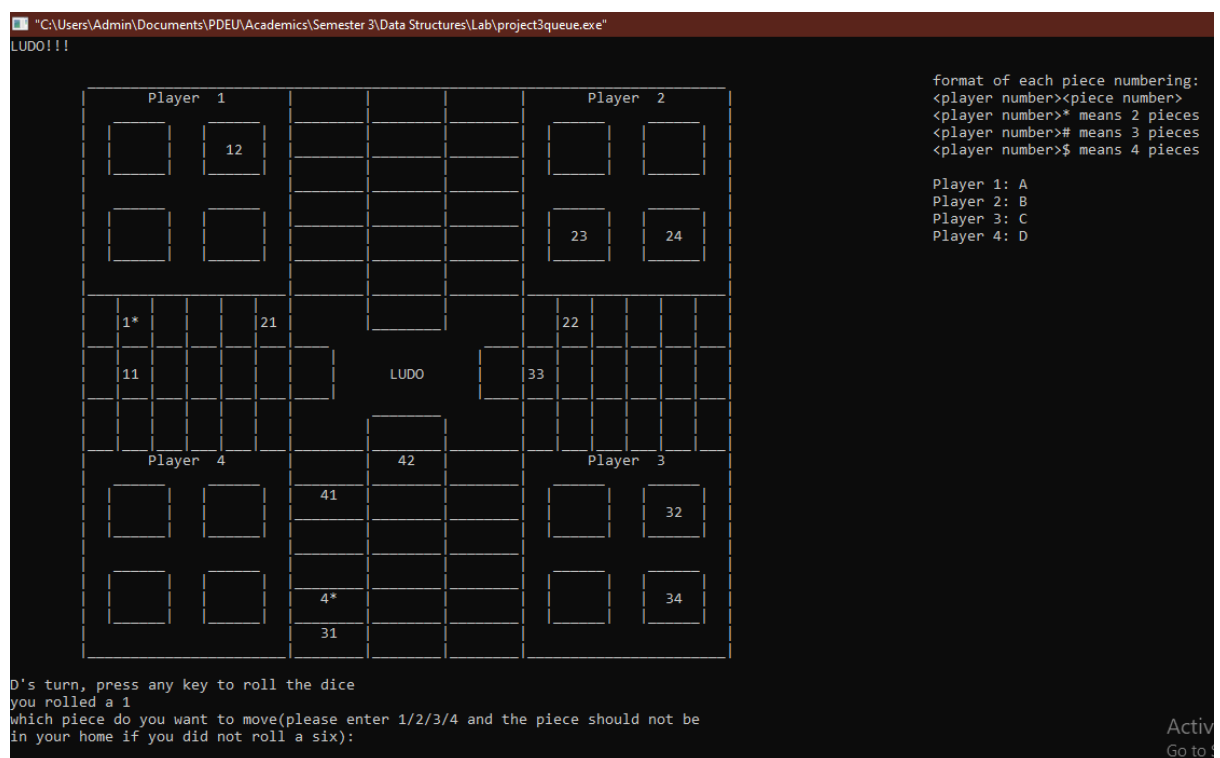 "C:\Users\Admin\Documents\PDEU\Academics\Semester 3\Data Structures\Lab\project3queue.exe"
LUDO!!!
format of each piece numbering:
<player number><piece number>
<player number>* means 2 pieces
<player number># means 3 pieces
<player number>$ means 4 pieces
Player 1: A
Player 2: B
Player 3: C
Player 4: D
Player 1 Player 2
12
23 24
1* 21 22
11 LUDO 33
Player 4 42 Player 3
41
32
4* 34
31
D's turn, press any key to roll the dice
you rolled a 1
which piece do you want to move(please enter 1/2/3/4 and the piece should not be
in your home if you did not roll a six):
Activ
Go to